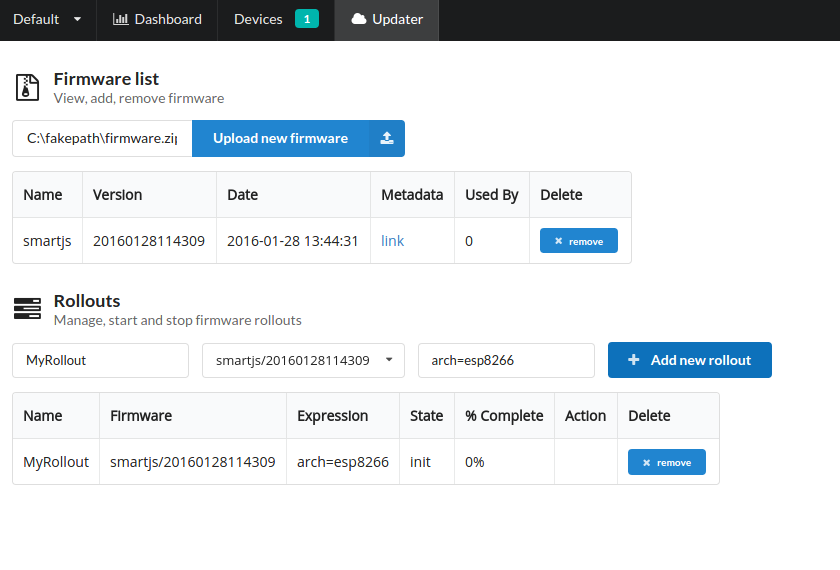 Default Dashboard Devices 1 Updater
Firmware list
View, add, remove firmware
C:\fakepath\firmware.zip Upload new firmware
Name Version Date Metadata Used By Delete
smartjs 20160128114309 2016-01-28 13:44:31 link 0 remove
Rollouts
Manage, start and stop firmware rollouts
MyRollout smartjs/20160128114309 arch=esp8266 Add new rollout
Name Firmware Expression State % Complete Action Delete
MyRollout smartjs/20160128114309 arch=esp8266 init 0% remove